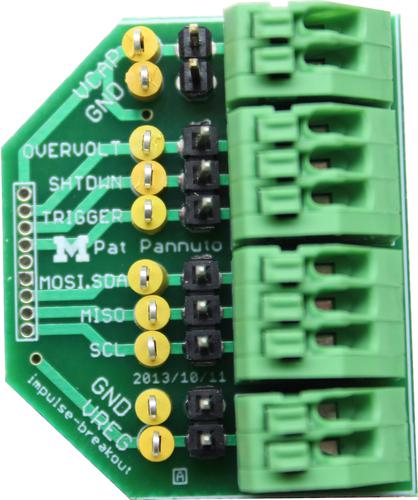 VCAP
GND
OVERVOLT
SHTDWN
TRIGGER
M Pat Pannuto
MOSI.SDA
MISO
SCL
2013/10/11
GND
VREG
impulse-breakout
A